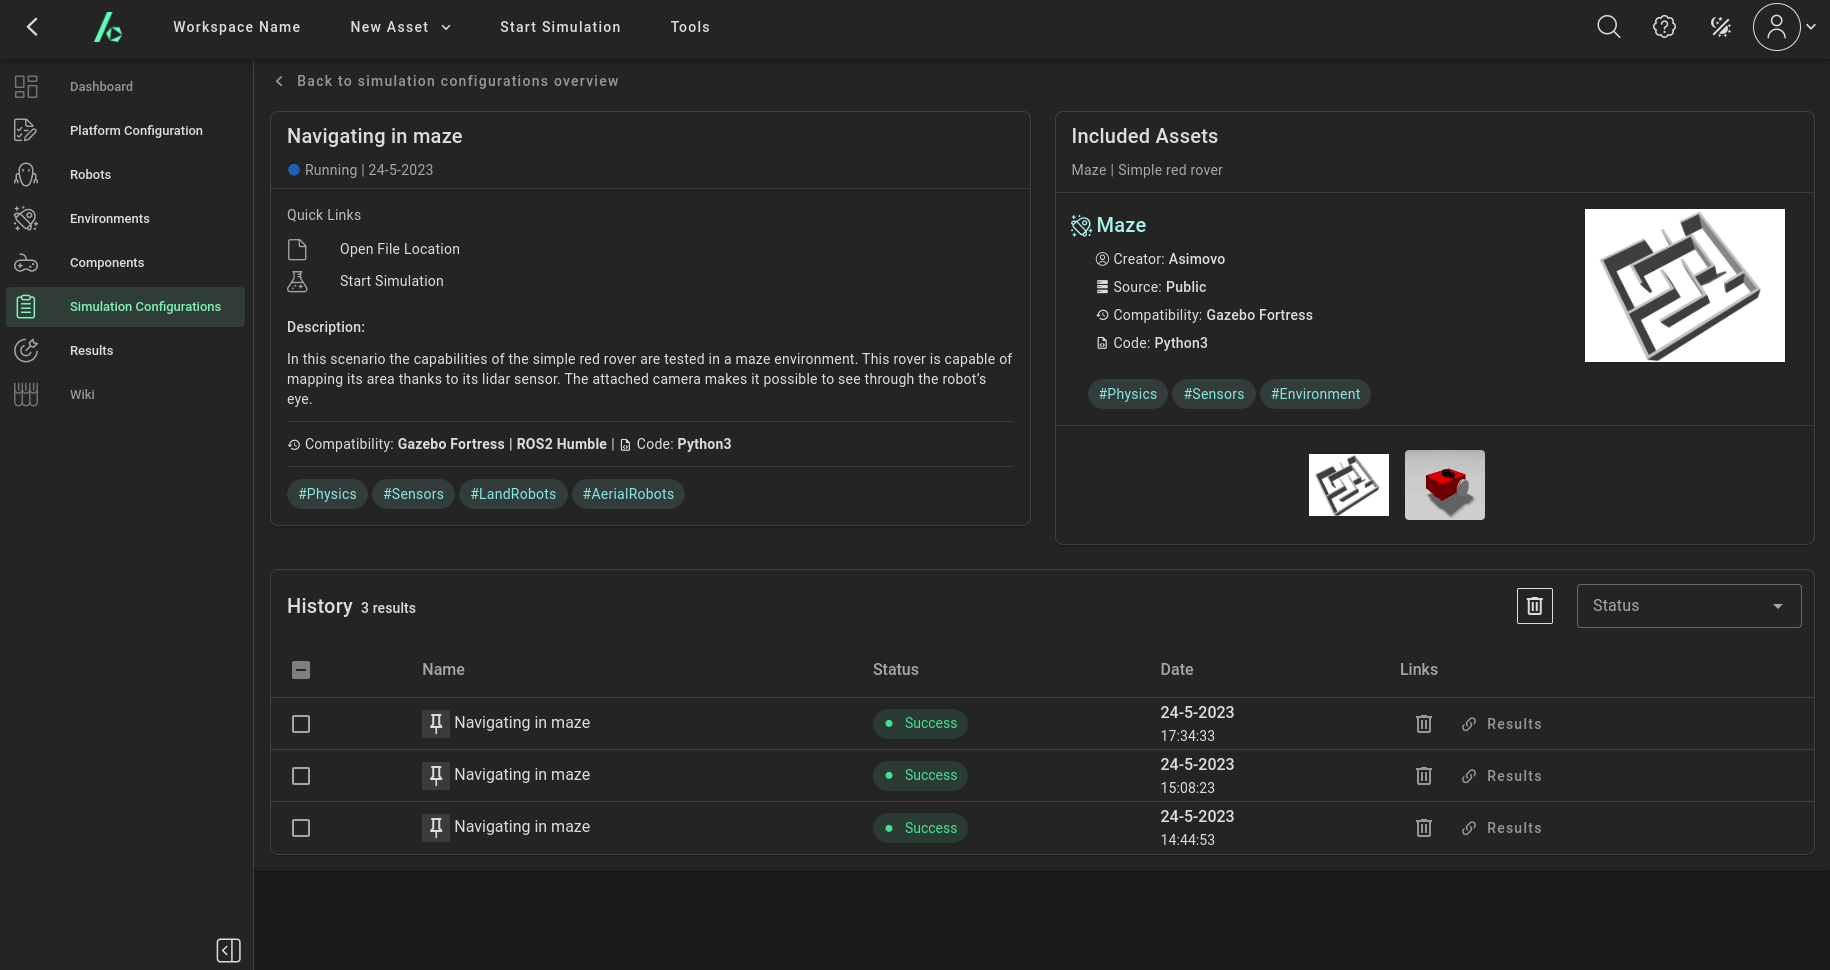 Workspace Name
New Asset
Start Simulation
Tools
Dashboard
Platform Configuration
Robots
Environments
Components
Simulation Configurations
Results
Wiki
Back to simulation configurations overview
Navigating in maze
Running | 24-5-2023
Quick Links
Open File Location
Start Simulation
Description:
In this scenario the capabilities of the simple red rover are tested in a maze environment. This rover is capable of
mapping its area thanks to its lidar sensor. The attached camera makes it possible to see through the robot’s
eye.
Compatibility: Gazebo Fortress | ROS2 Humble | Code: Python3
#Physics #Sensors #LandRobots #AerialRobots
Included Assets
Maze | Simple red rover
Maze
Creator: Asimovo
Source: Public
Compatibility: Gazebo Fortress
Code: Python3
#Physics #Sensors #Environment
History 3 results
Status
Name Status Date Links
Navigating in maze Success 24-5-2023 Results
17:34:33
Navigating in maze Success 24-5-2023 Results
15:08:23
Navigating in maze Success 24-5-2023 Results
14:44:53